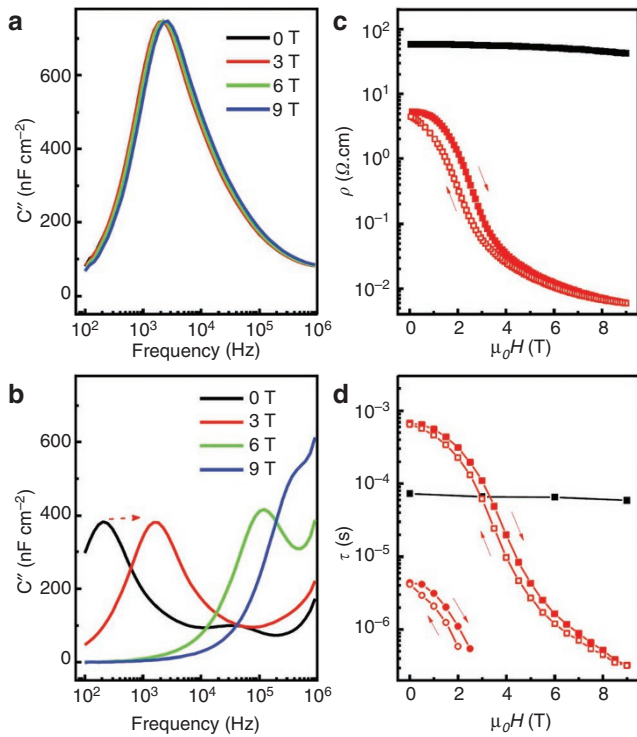 a
C″ (nF cm⁻²)
600
400
200
0
0 T
3 T
6 T
9 T
10² 10³ 10⁴ 10⁵ 10⁶
Frequency (Hz)
b
C″ (nF cm⁻²)
600
400
200
0
0 T
3 T
6 T
9 T
10² 10³ 10⁴ 10⁵ 10⁶
Frequency (Hz)
c
ρ (Ω.cm)
10²
10¹
10⁰
10⁻¹
10⁻²
0 2 4 6 8
μ₀H (T)
d
τ (s)
10⁻³
10⁻⁴
10⁻⁵
10⁻⁶
0 2 4 6 8
μ₀H (T)